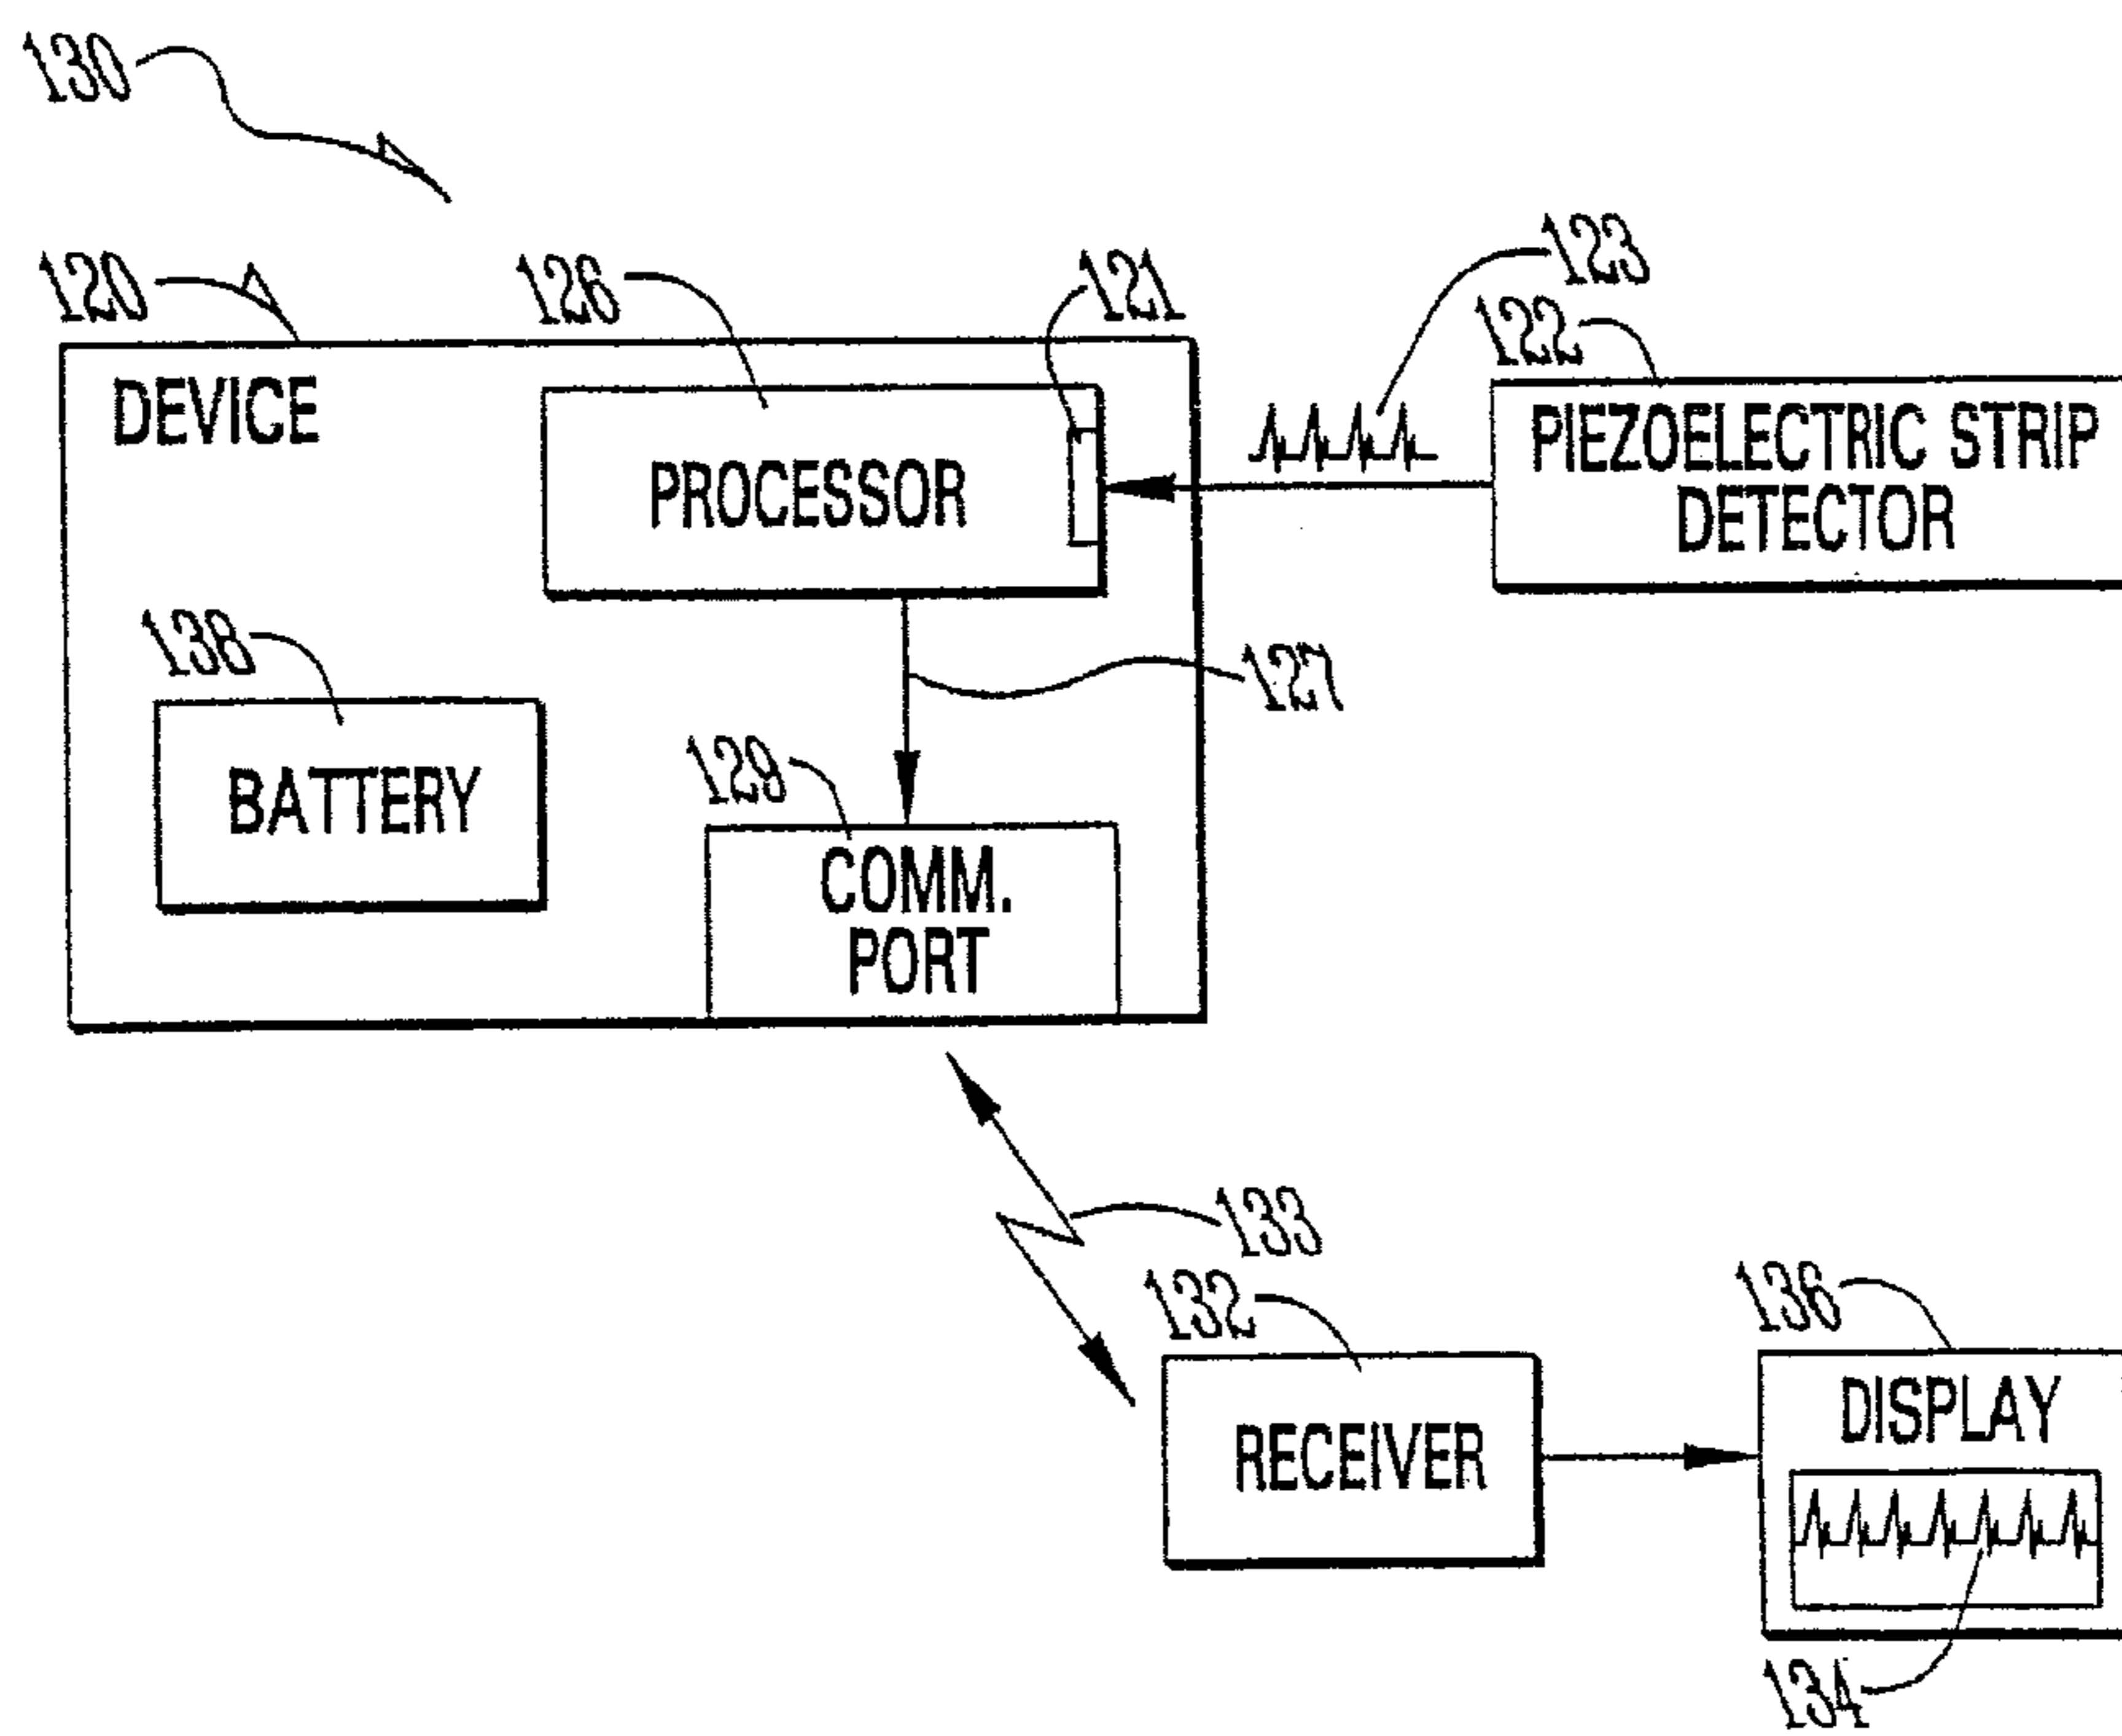 130
120
126
121
123
122
DEVICE
PROCESSOR
PIEZOELECTRIC STRIP
DETECTOR
138
127
129
BATTERY
COMM.
PORT
133
132
136
RECEIVER
DISPLAY
134